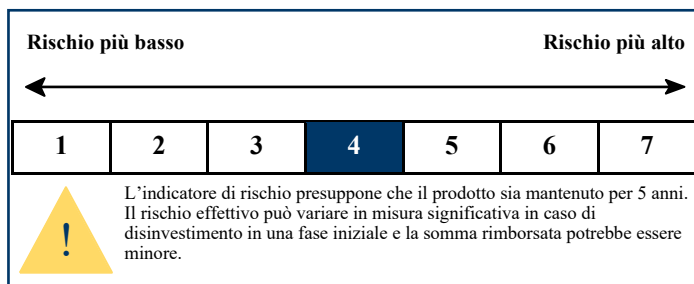 Rischio più basso Rischio più alto
1 2 3 4 5 6 7
! L’indicatore di rischio presuppone che il prodotto sia mantenuto per 5 anni.
Il rischio effettivo può variare in misura significativa in caso di
disinvestimento in una fase iniziale e la somma rimborsata potrebbe essere
minore.